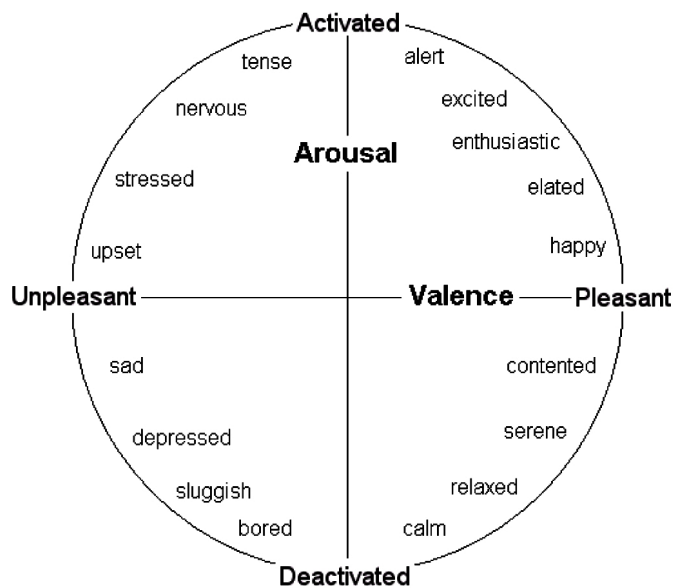 Activated
tense
alert
nervous
excited
enthusiastic
Arousal
stressed
elated
upset
happy
Unpleasant
Valence
Pleasant
sad
contented
depressed
serene
sluggish
relaxed
bored
calm
Deactivated